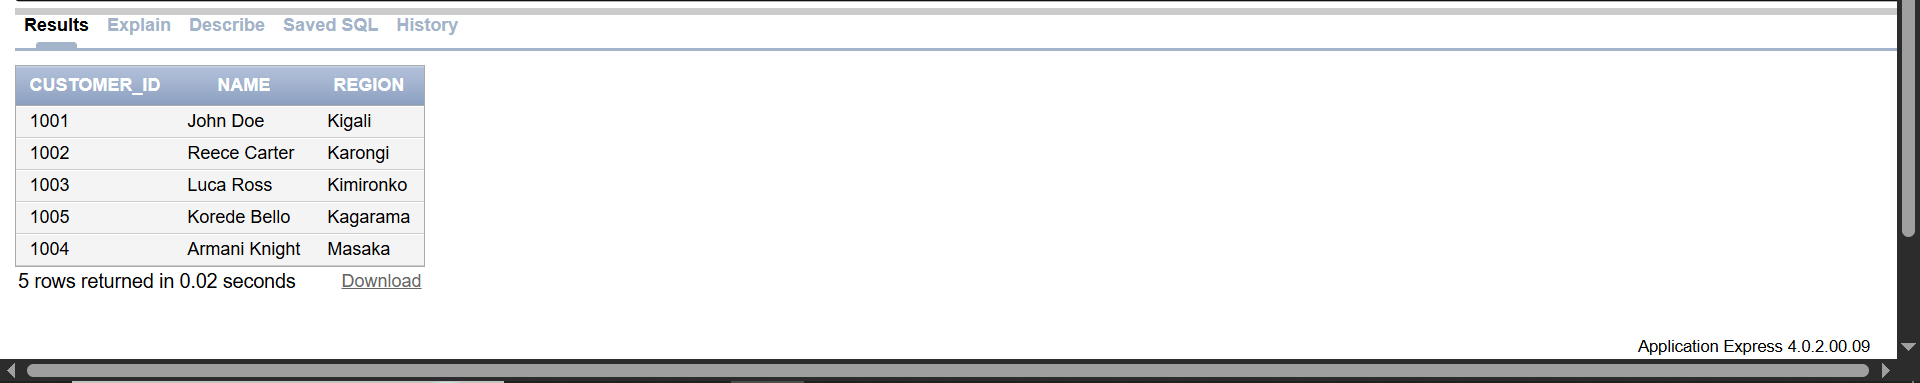 Results Explain Describe Saved SQL History
CUSTOMER_ID NAME REGION
1001 John Doe Kigali
1002 Reece Carter Karongi
1003 Luca Ross Kimironko
1005 Korede Bello Kagarama
1004 Armani Knight Masaka
5 rows returned in 0.02 seconds Download
Application Express 4.0.2.00.09